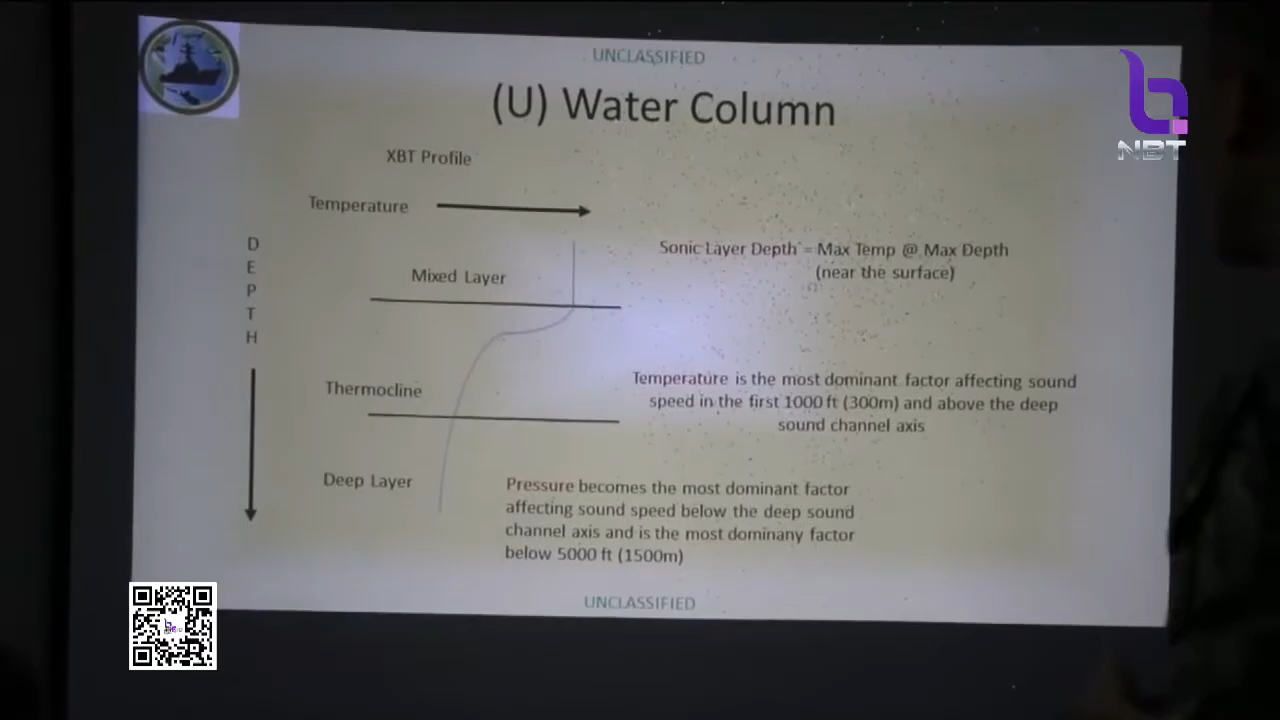 UNCLASSIFIED
(U) Water Column
NBT
XBT Profile
Temperature
DEPTH
Mixed Layer
Sonic Layer Depth = Max Temp @ Max Depth
(near the surface)
Thermocline
Temperature is the most dominant factor affecting sound
speed in the first 1000 ft (300m) and above the deep
sound channel axis
Deep Layer
Pressure becomes the most dominant factor
affecting sound speed below the deep sound
channel axis and is the most dominany factor
below 5000 ft (1500m)
UNCLASSIFIED